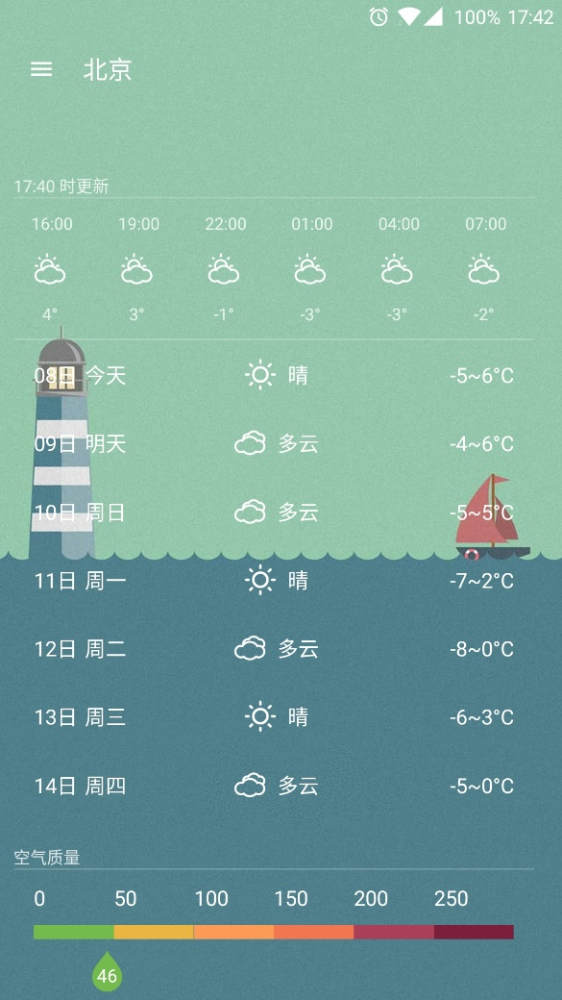 100% 17:42
北京
17:40 时更新
16:00 19:00 22:00 01:00 04:00 07:00
4° 3° -1° -3° -3° -2°
08日 今天 晴 -5~6°C
09日 明天 多云 -4~6°C
10日 周日 多云 -5~5°C
11日 周一 晴 -7~2°C
12日 周二 多云 -8~0°C
13日 周三 晴 -6~3°C
14日 周四 多云 -5~0°C
空气质量
0 50 100 150 200 250
46